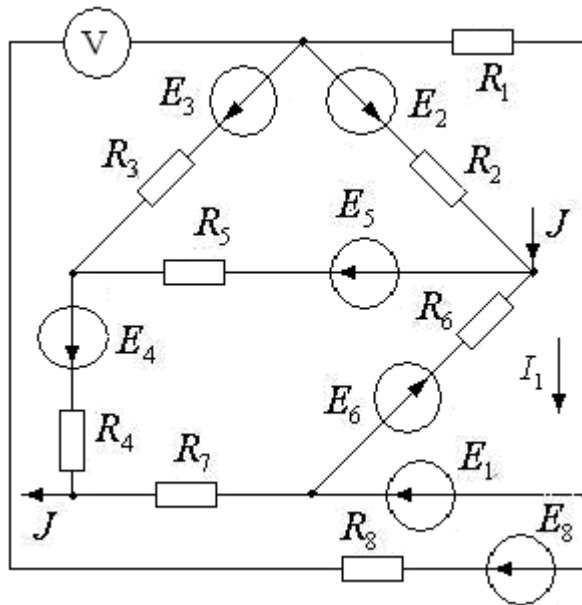 V
R₁
E₃
E₂
R₃
R₂
E₅
J
R₅
R₆
E₄
I₁
E₆
R₄
R₇
E₁
J
R₈
E₈